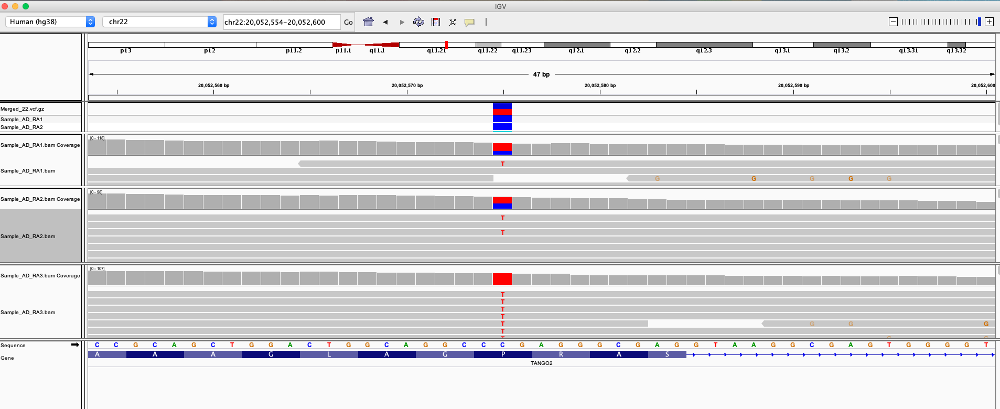 IGV
Human (hg38) chr22 chr22:20,052,554-20,052,600 Go
p13 p12 p11.2 p11.1 q11.1 q11.21 q11.22 q11.23 q12.1 q12.2 q12.3 q13.1 q13.2 q13.31 q13.32
47 bp
20,052,560 bp 20,052,570 bp 20,052,580 bp 20,052,590 bp 20,052,600
Merged_22.vcf.gz
Sample_AD_RA1
Sample_AD_RA2
[0 - 118]
Sample_AD_RA1.bam Coverage
T
Sample_AD_RA1.bam
G G G G G
[0 - 98]
Sample_AD_RA2.bam Coverage
T
T
Sample_AD_RA2.bam
[0 - 107]
Sample_AD_RA3.bam Coverage
T
T
T
Sample_AD_RA3.bam
T
T G G G
T
Sequence C C G C A G C T G G A C T G G C A G G C C C G A G G G C G A G G T A A G G C G A G T G G G G T
A A A G L A G P R A S
Gene
TANGO2